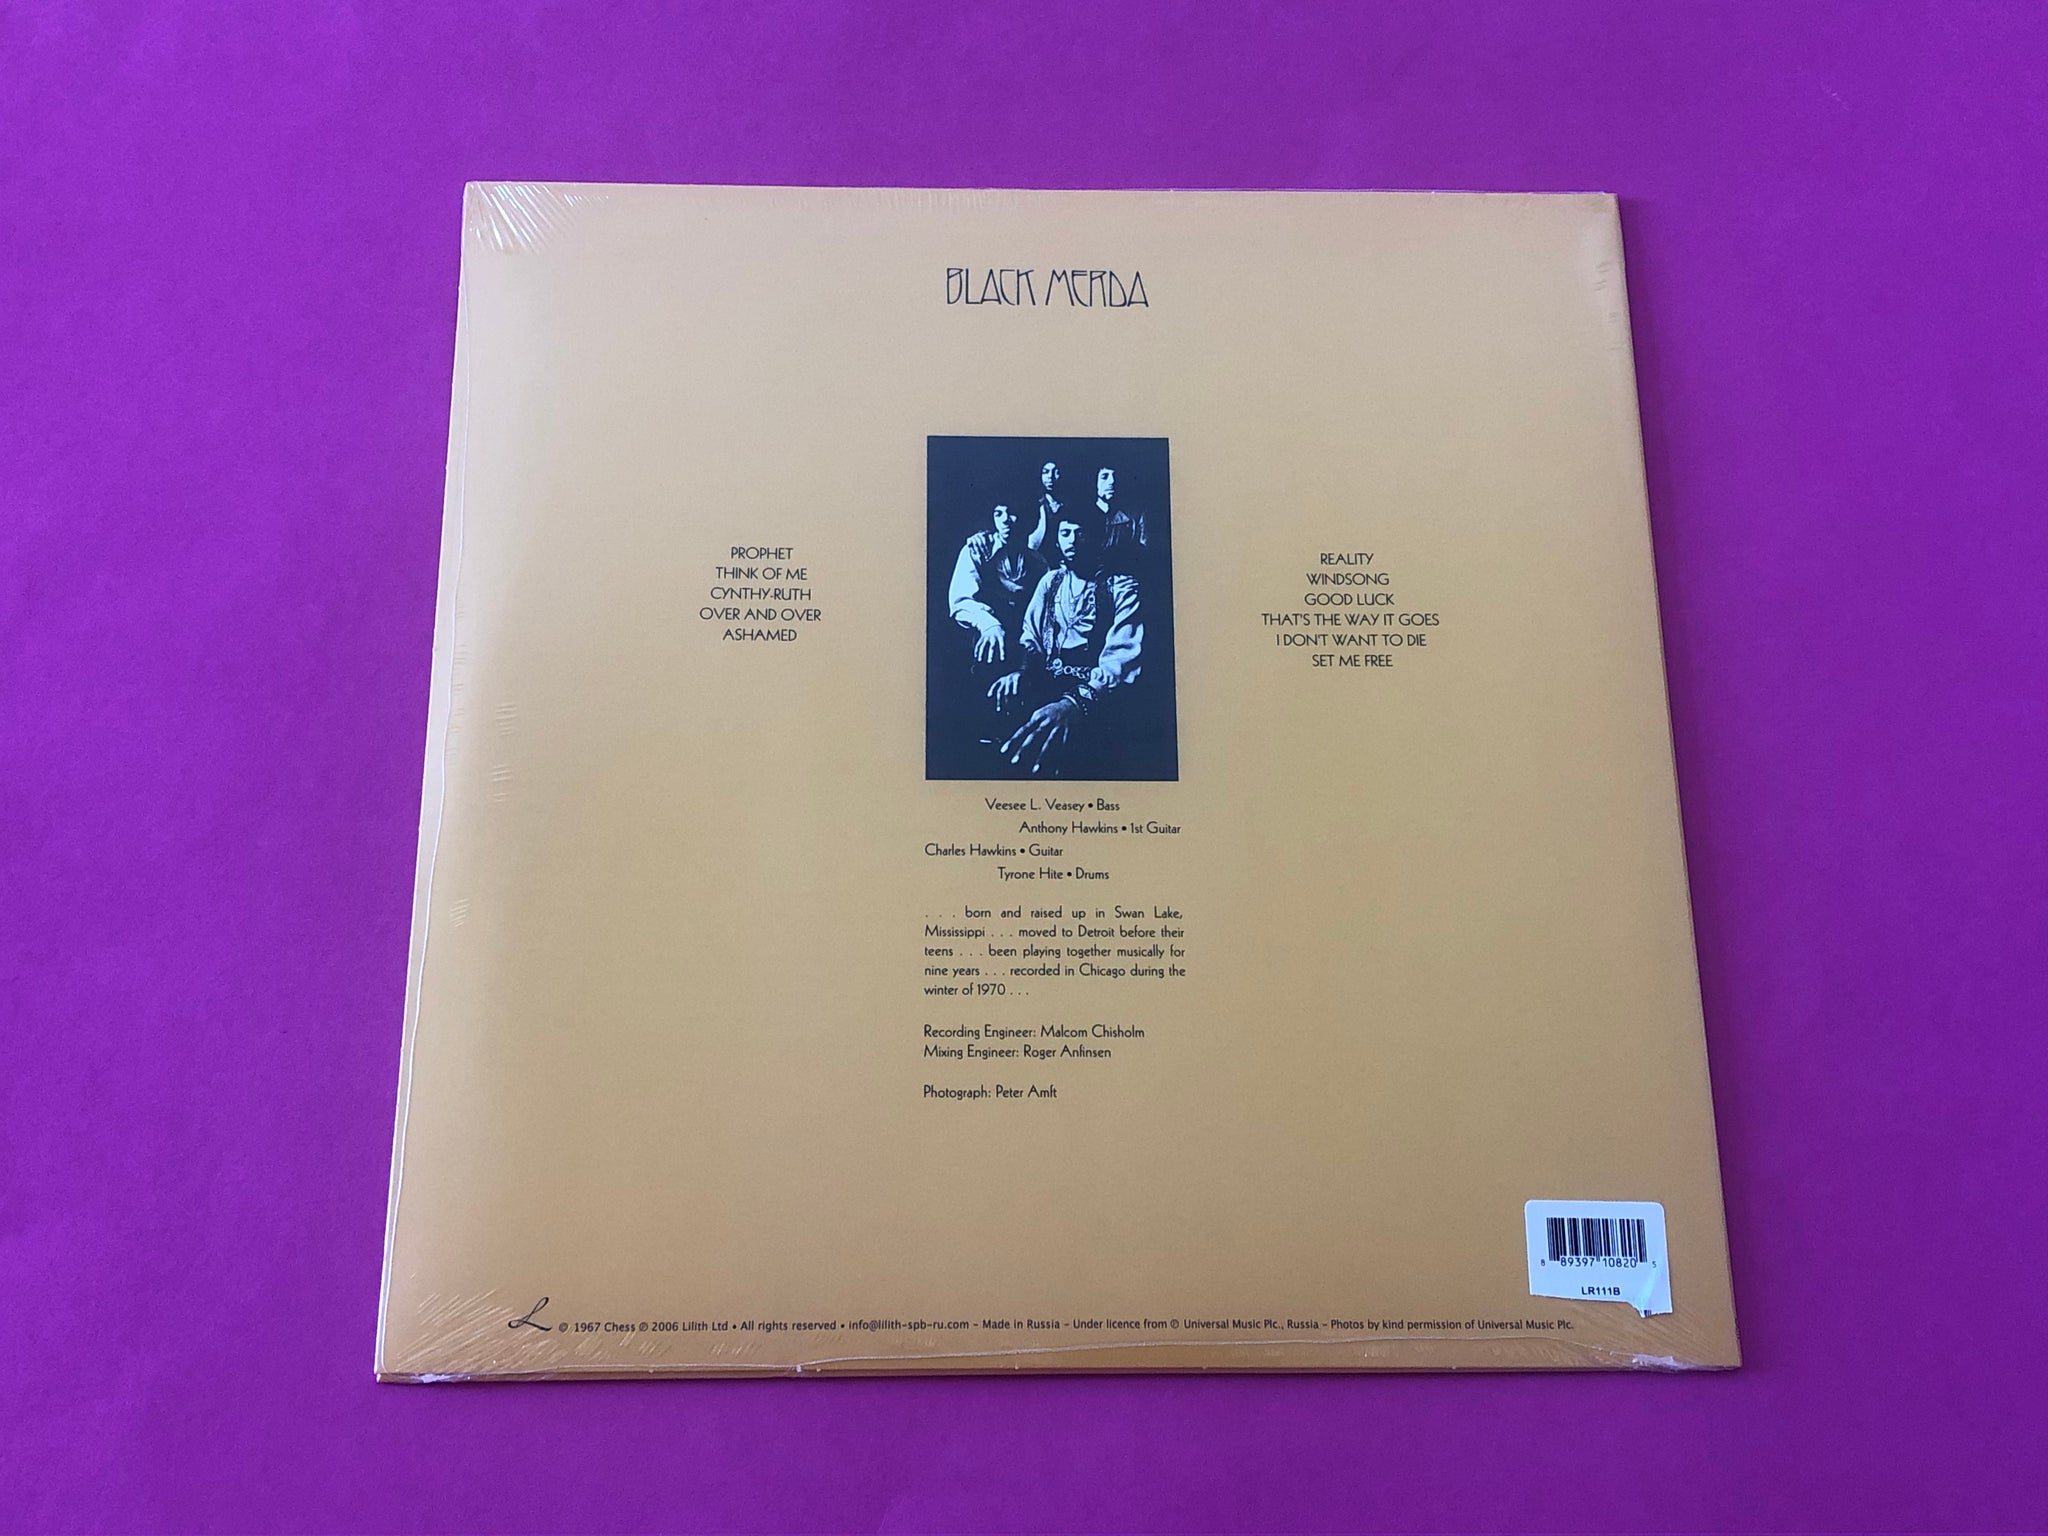 BLACK MERDA
PROPHET
THINK OF ME
CYNTHY-RUTH
OVER AND OVER
ASHAMED
REALITY
WINDSONG
GOOD LUCK
THAT'S THE WAY IT GOES
I DON'T WANT TO DIE
SET ME FREE
Veesee L. Veasey • Bass
Anthony Hawkins • 1st Guitar
Charles Hawkins • Guitar
Tyrone Hite • Drums
. . . born and raised up in Swan Lake,
Mississippi . . . moved to Detroit before their
teens . . . been playing together musically for
nine years . . . recorded in Chicago during the
winter of 1970 . . .
Recording Engineer: Malcom Chisholm
Mixing Engineer: Roger Anfinsen
Photograph: Peter Amft
8 89397 10820 5
LR111B
L © 1967 Chess ℗ 2006 Lilith Ltd • All rights reserved • info@lilith-spb-ru.com – Made in Russia – Under licence from ℗ Universal Music Plc., Russia – Photos by kind permission of Universal Music Plc.